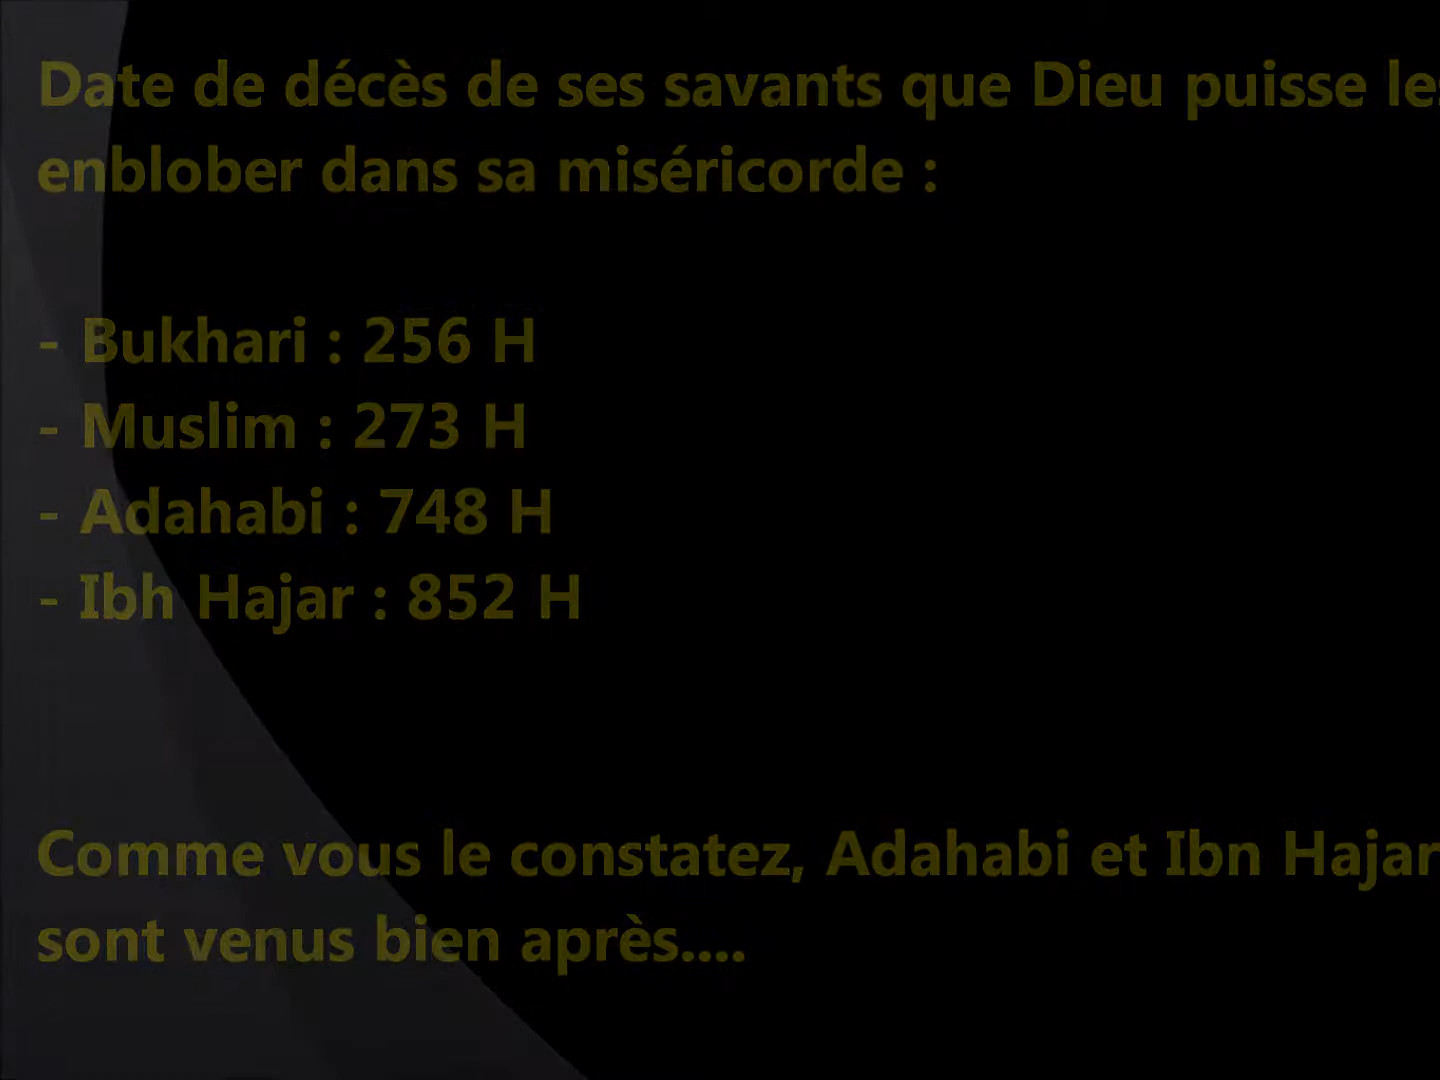 Date de décès de ses savants que Dieu puisse les
enblober dans sa miséricorde :
- Bukhari : 256 H
- Muslim : 273 H
- Adahabi : 748 H
- Ibh Hajar : 852 H
Comme vous le constatez, Adahabi et Ibn Hajar
sont venus bien après....